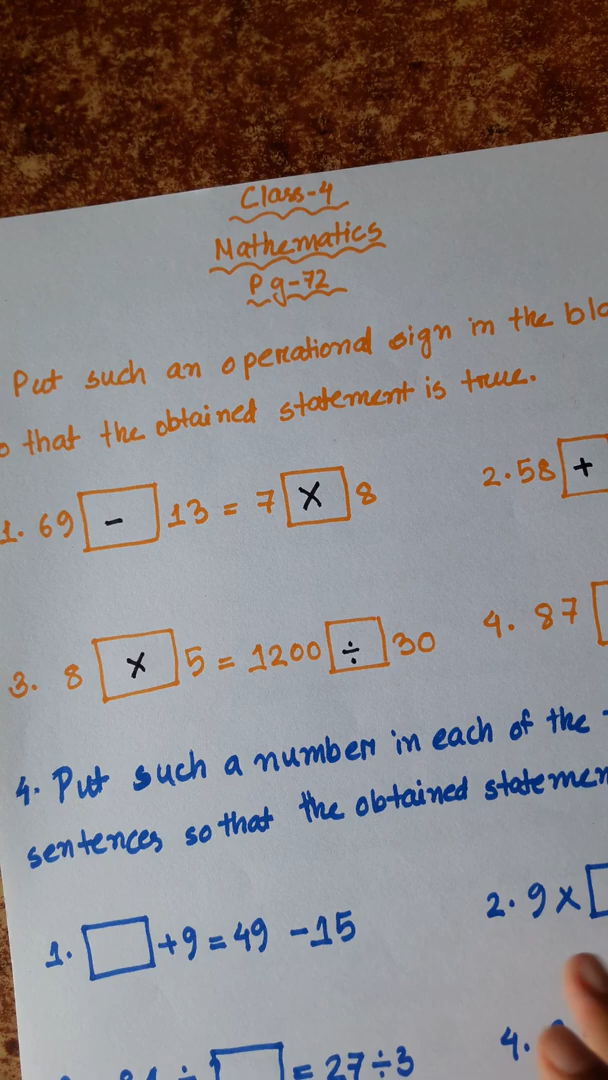 Class-4
Mathematics
Pg-72
Put such an operational sign in the
that the obtained statement is true.
1. 69 [-] 13 = 7 [×] 8
2. 58 [+]
3. 8 [×] 5 = 1200 [÷] 30
4. 87
4. Put such a number in each of the
sentences so that the obtained
1. □ + 9 = 49 - 15
2. 9 × □
÷ □ = 27 ÷ 3
4.